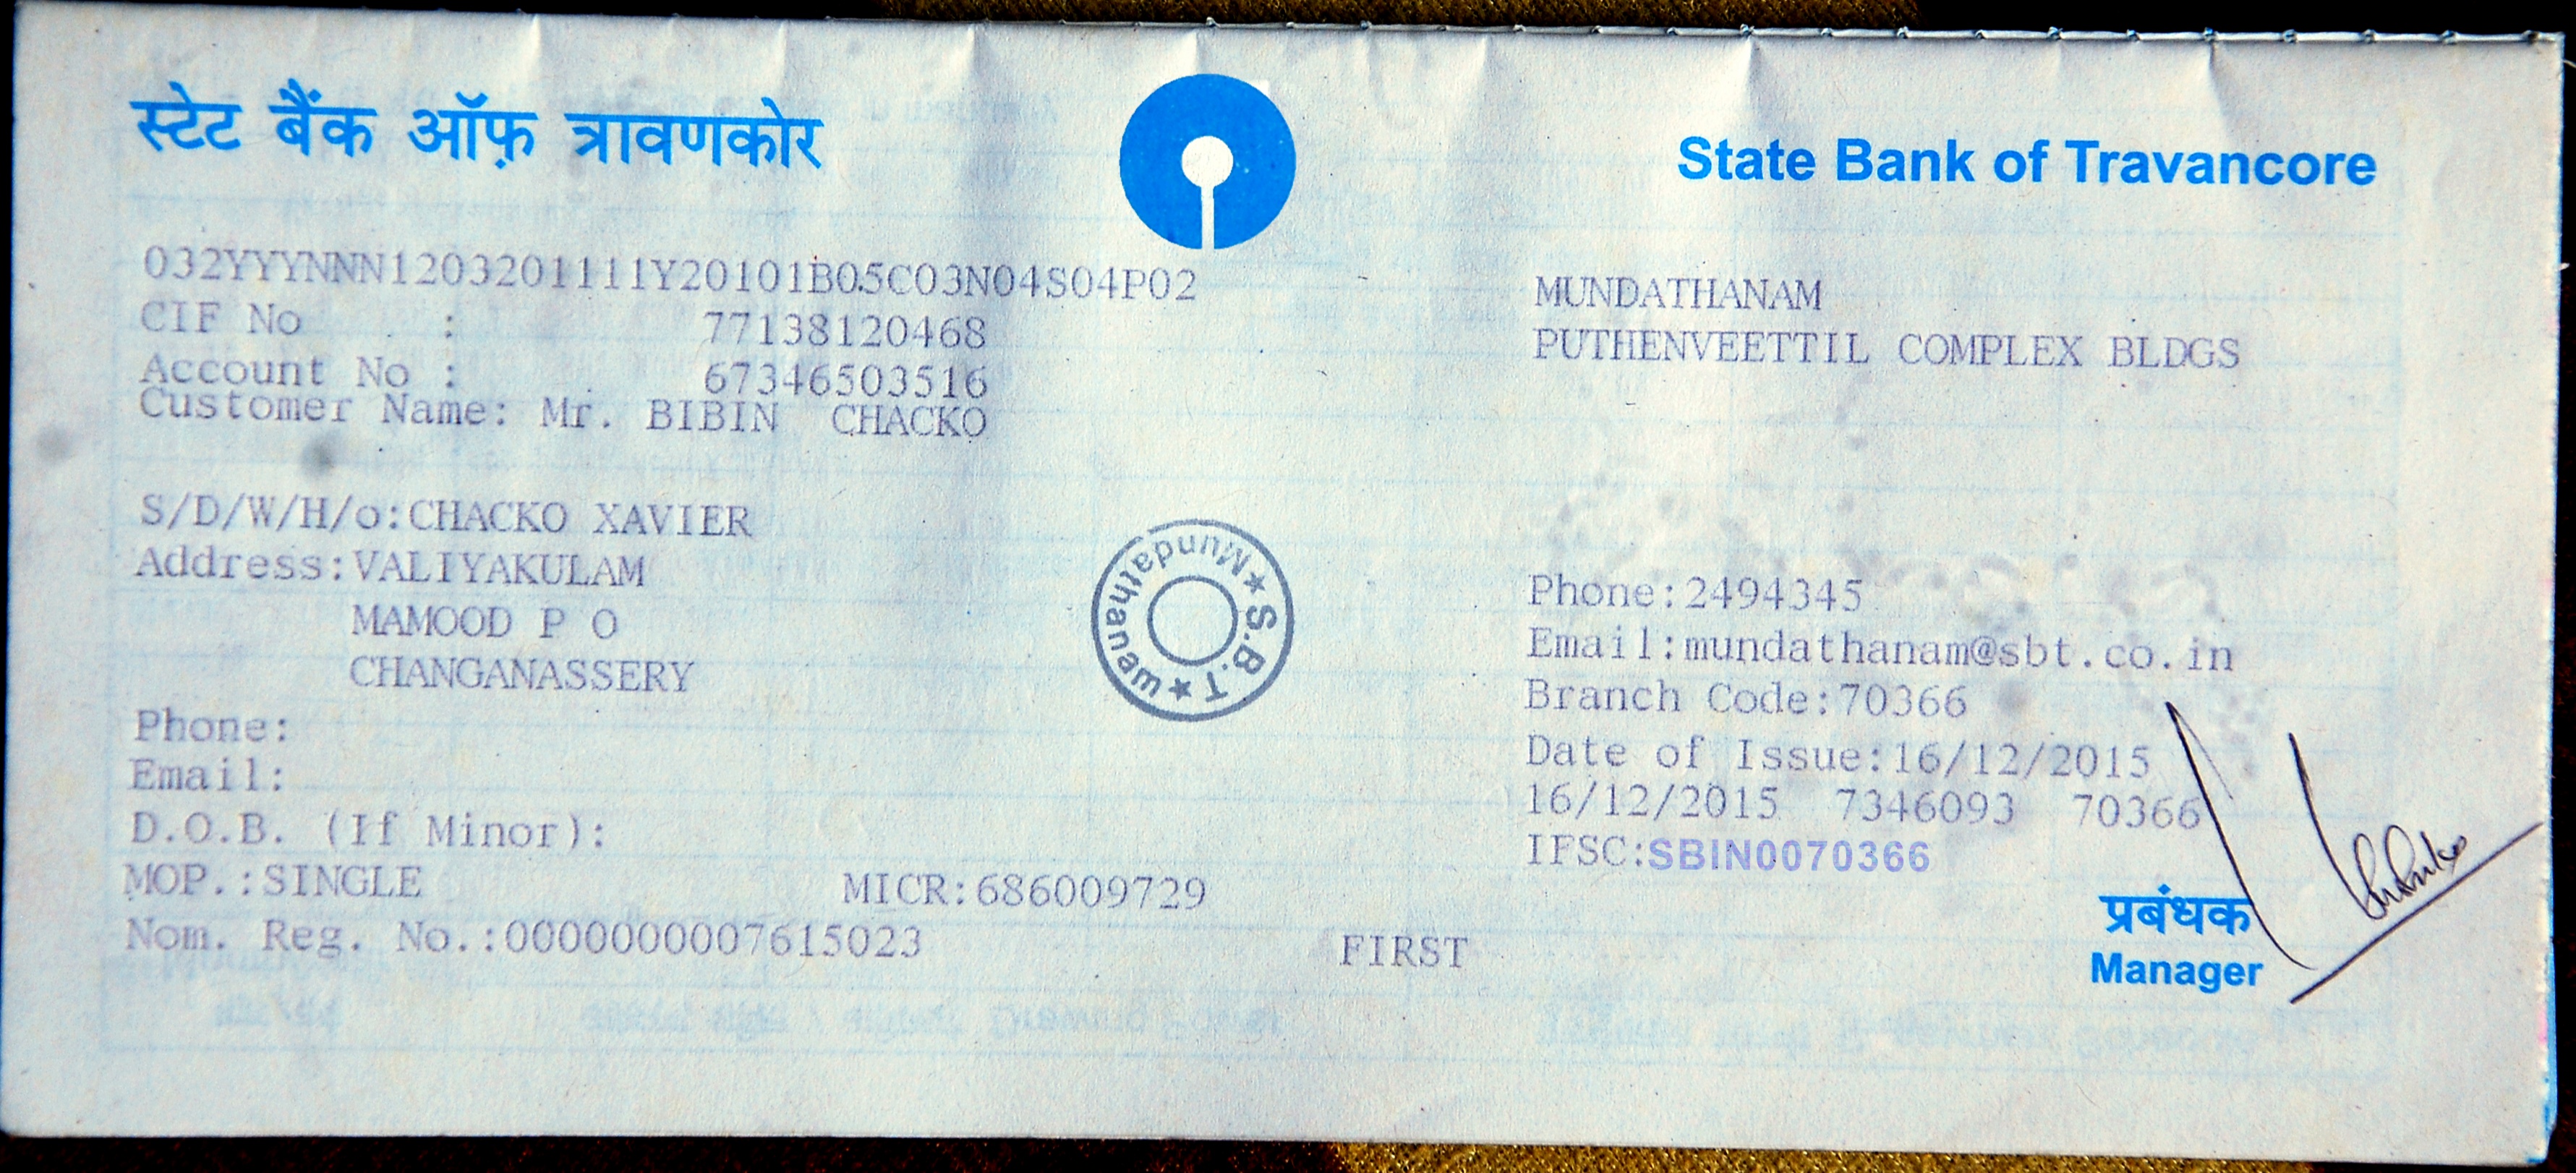 स्टेट बैंक ऑफ़ त्रावणकोर
State Bank of Travancore
032YYYNNN1203201111Y20101B05C03N04S04P02
CIF No : 77138120468
Account No : 67346503516
Customer Name: Mr. BIBIN CHACKO
S/D/W/H/o:CHACKO XAVIER
Address:VALIYAKULAM
MAMOOD P O
CHANGANASSERY
Phone:
Email:
D.O.B. (If Minor):
MOP.:SINGLE
MICR:686009729
Nom. Reg. No.:0000000007615023
FIRST
★ S.B.T ★ Mundathanam
MUNDATHANAM
PUTHENVEETTIL COMPLEX BLDGS
Phone:2494345
Email:mundathanam@sbt.co.in
Branch Code:70366
Date of Issue:16/12/2015
16/12/2015 7346093 70366
IFSC:SBIN0070366
प्रबंधक
Manager